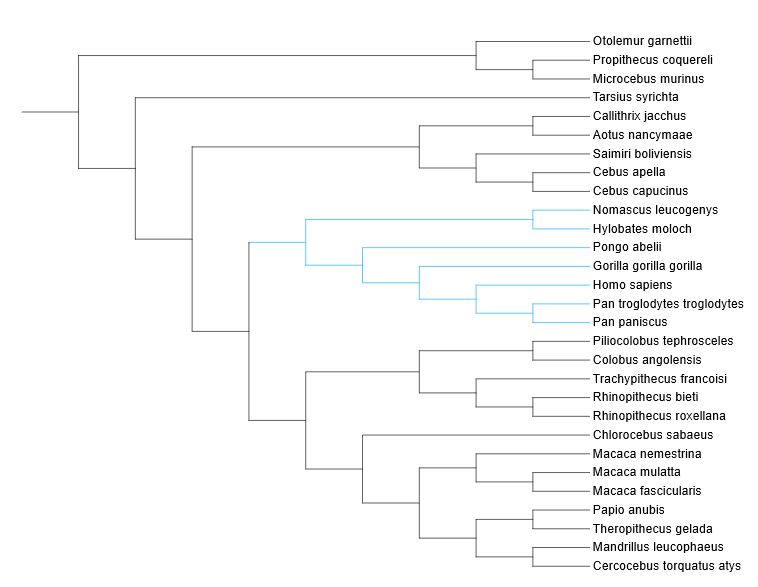 Otolemur garnettii
Propithecus coquereli
Microcebus murinus
Tarsius syrichta
Callithrix jacchus
Aotus nancymaae
Saimiri boliviensis
Cebus apella
Cebus capucinus
Nomascus leucogenys
Hylobates moloch
Pongo abelii
Gorilla gorilla gorilla
Homo sapiens
Pan troglodytes troglodytes
Pan paniscus
Piliocolobus tephrosceles
Colobus angolensis
Trachypithecus francoisi
Rhinopithecus bieti
Rhinopithecus roxellana
Chlorocebus sabaeus
Macaca nemestrina
Macaca mulatta
Macaca fascicularis
Papio anubis
Theropithecus gelada
Mandrillus leucophaeus
Cercocebus torquatus atys